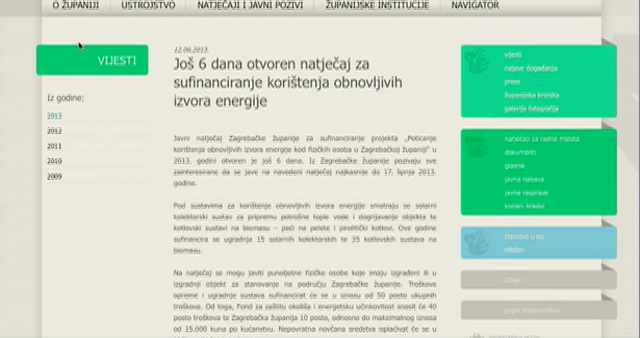 O ŽUPANIJI USTROJSTVO NATJEČAJI I JAVNI POZIVI ŽUPANIJSKE INSTITUCIJE NAVIGATOR
VIJESTI
Iz godine:
2013
2012
2011
2010
2009
12.06.2013.
Još 6 dana otvoren natječaj za
sufinanciranje korištenja obnovljivih
izvora energije
Javni natječaj Zagrebačke županije za sufinanciranje projekta „Poticanje
korištenja obnovljivih izvora energije kod fizičkih osoba u Zagrebačkoj županiji" u
2013. godini otvoren je još 6 dana. Iz Zagrebačke županije pozivaju sve
zainteresirane da se jave na navedeni natječaj najkasnije do 17. lipnja 2013.
godine.
Pod sustavima za korištenje obnovljivih izvora energije smatraju se solarni
kolektorski sustav za pripremu potrošne tople vode i dogrijavanje objekta te
kotlovski sustavi na biomasu – peći na pelete i pirolitički kotlovi. Ove godine
sufinancira se ugradnja 15 solarnih kolektorskih te 35 kotlovskih sustava na
biomasu.
Na natječaj se mogu javiti punoljetne fizičke osobe koje imaju izgrađeni ili u
izgradnji objekt za stanovanje na području Zagrebačke županije. Troškove
opreme i ugradnje sustava sufinancirat će se u iznosu od 50 posto ukupnih
troškova. Od toga, Fond za zaštitu okoliša i energetsku učinkovitost snosit će 40
posto troškova te Zagrebačka županija 10 posto, odnosno do maksimalnog iznosa
od 15.000 kuna po kućanstvu. Nepovratna novčana sredstva isplaćivat će se u
vijesti
najave događanja
press
županijska kronika
galerija fotografija
natječaji za radna mjesta
dokumenti
glasnik
javna nabava
javne rasprave
korisni linkovi
članstvo u eu